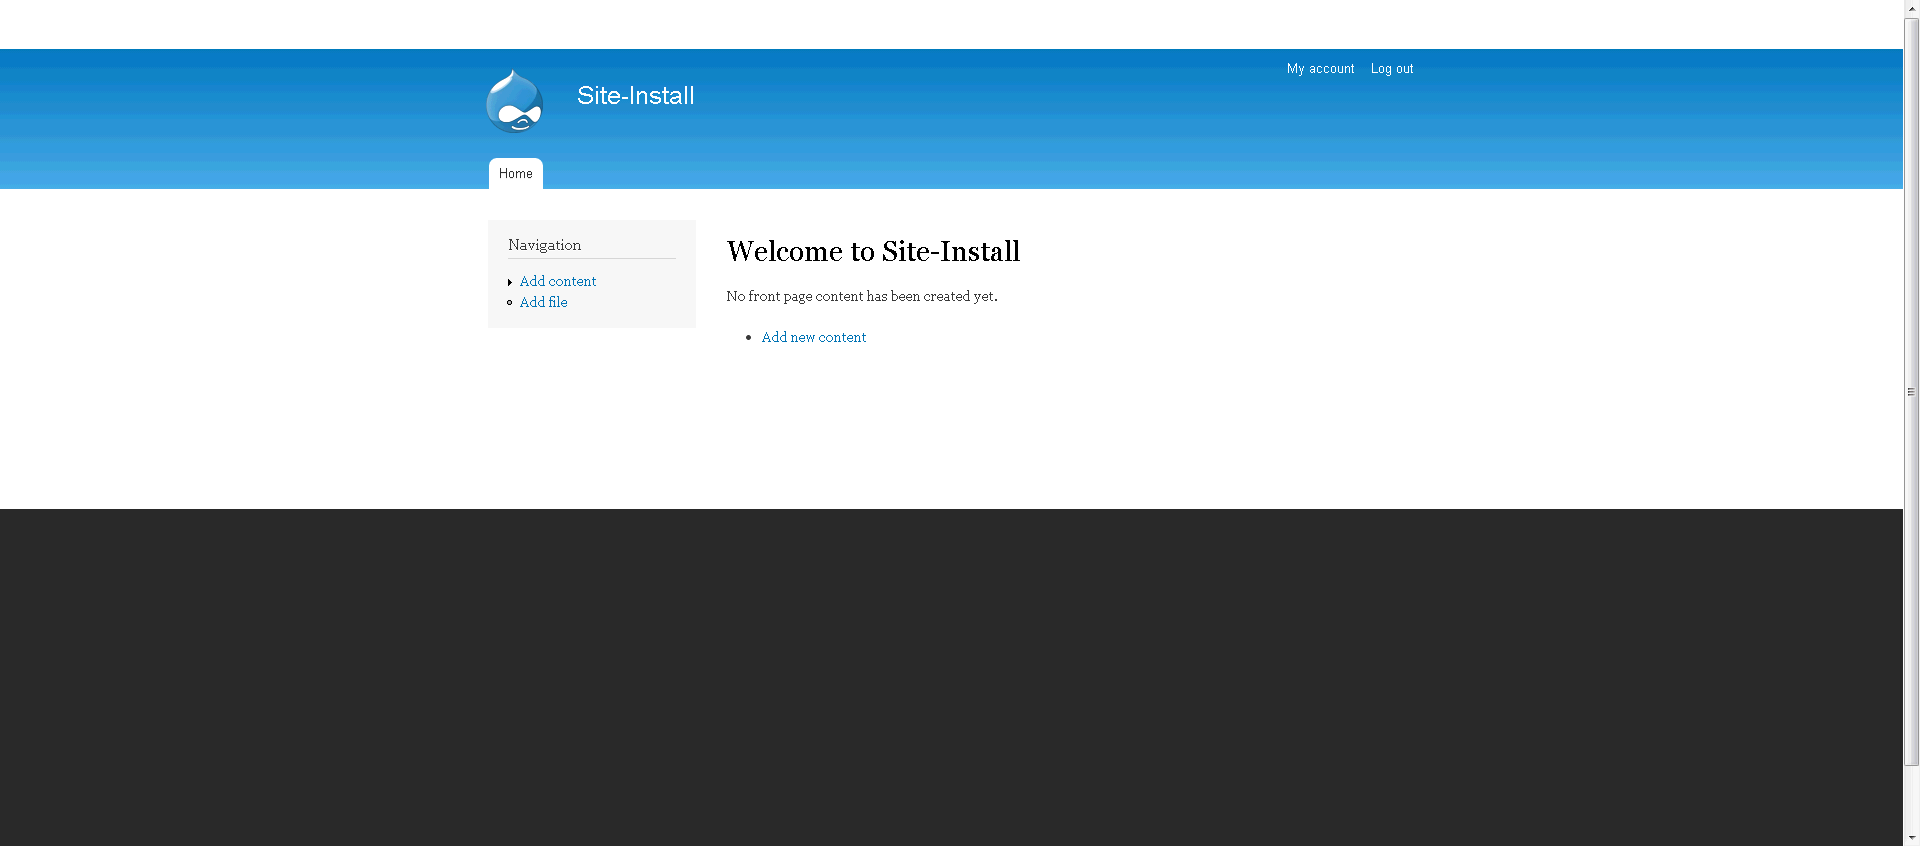 My account Log out
Site-Install
Home
Navigation
Add content
Add file
Welcome to Site-Install
No front page content has been created yet.
Add new content